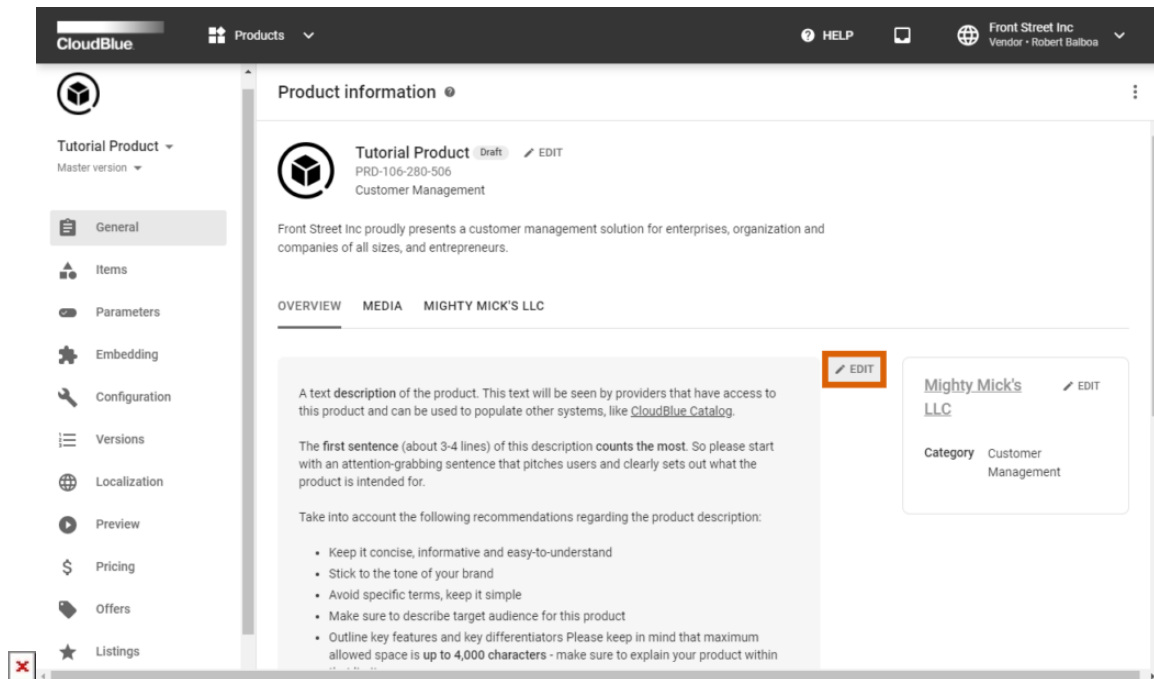 CloudBlue
Products
HELP
Front Street Inc
Vendor • Robert Balboa
Tutorial Product
Master version
General
Items
Parameters
Embedding
Configuration
Versions
Localization
Preview
Pricing
Offers
Listings
Product information
Tutorial Product Draft EDIT
PRD-106-280-506
Customer Management
Front Street Inc proudly presents a customer management solution for enterprises, organization and
companies of all sizes, and entrepreneurs.
OVERVIEW MEDIA MIGHTY MICK'S LLC
EDIT
A text description of the product. This text will be seen by providers that have access to
this product and can be used to populate other systems, like CloudBlue Catalog.
The first sentence (about 3-4 lines) of this description counts the most. So please start
with an attention-grabbing sentence that pitches users and clearly sets out what the
product is intended for.
Take into account the following recommendations regarding the product description:
• Keep it concise, informative and easy-to-understand
• Stick to the tone of your brand
• Avoid specific terms, keep it simple
• Make sure to describe target audience for this product
• Outline key features and key differentiators Please keep in mind that maximum
allowed space is up to 4,000 characters - make sure to explain your product within
Mighty Mick's EDIT
LLC
Category Customer
Management